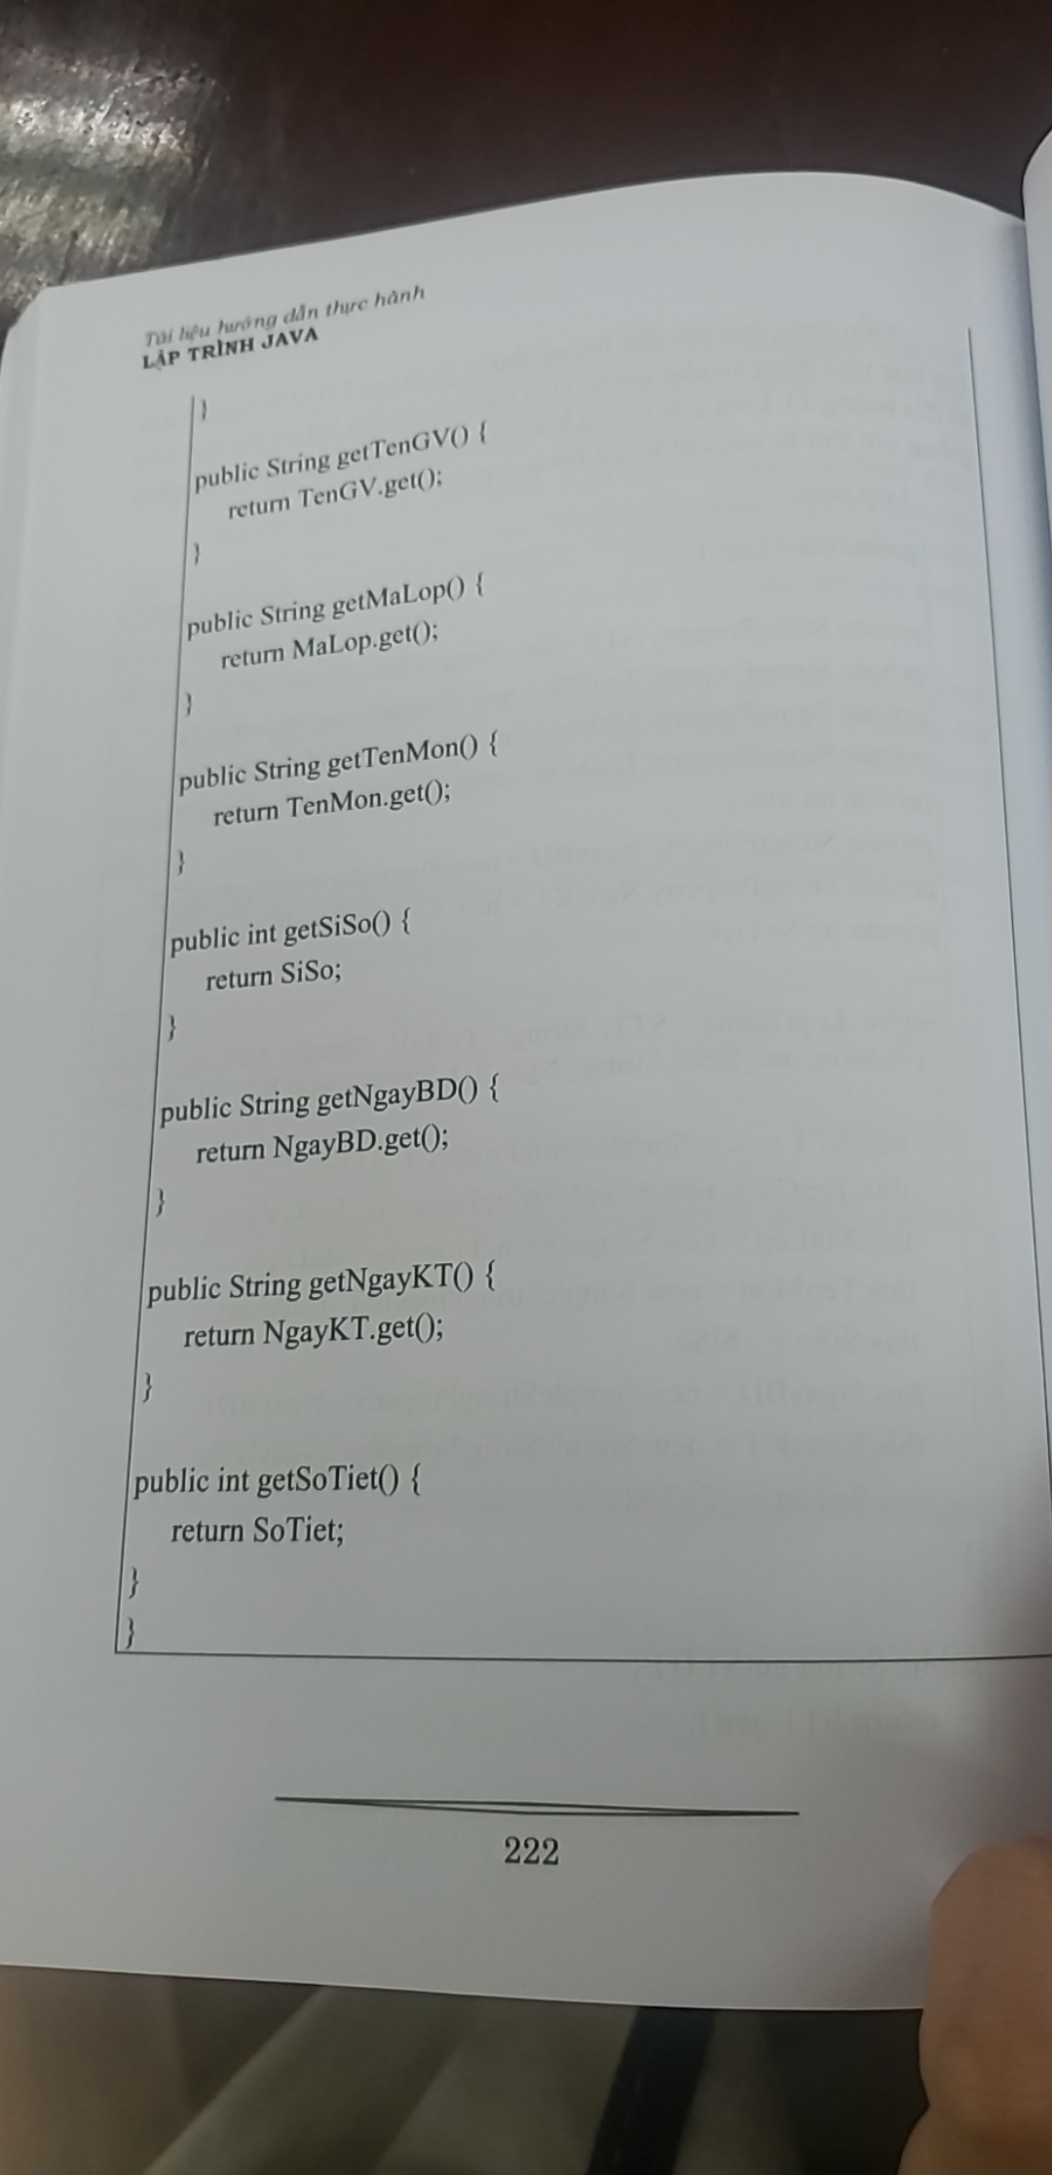 Tài liệu hướng dẫn thực hành
LẬP TRÌNH JAVA
}
public String getTenGV() {
return TenGV.get();
}
public String getMaLop() {
return MaLop.get();
}
public String getTenMon() {
return TenMon.get();
}
public int getSiSo() {
return SiSo;
}
public String getNgayBD() {
return NgayBD.get();
}
public String getNgayKT() {
return NgayKT.get();
}
public int getSoTiet() {
return SoTiet;
}
}
222